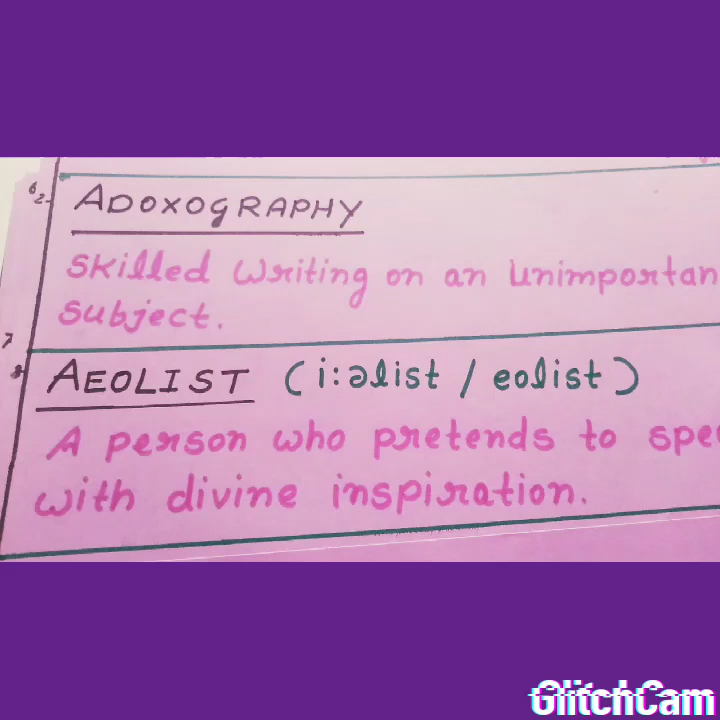 ADOXOGRAPHY
Skilled Writing on an Unimportan
Subject.
7
AEOLIST (i:əlist / eolist)
A person who pretends to spe
with divine inspiration.
GlitchCam